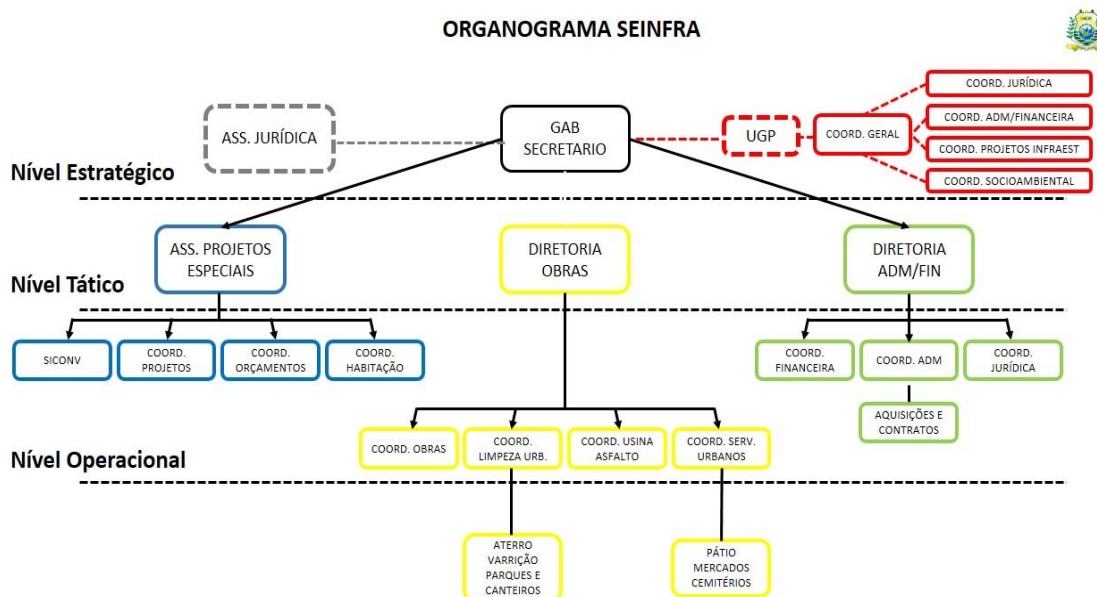 ORGANOGRAMA SEINFRA
COORD. JURÍDICA
COORD. ADM/FINANCEIRA
COORD. PROJETOS INFRAEST
COORD. SOCIOAMBIENTAL
ASS. JURÍDICA
GAB
SECRETARIO
UGP
COORD. GERAL
Nível Estratégico
ASS. PROJETOS
ESPECIAIS
DIRETORIA
OBRAS
DIRETORIA
ADM/FIN
Nível Tático
SICONV
COORD.
PROJETOS
COORD.
ORÇAMENTOS
COORD.
HABITAÇÃO
COORD.
FINANCEIRA
COORD. ADM
COORD.
JURÍDICA
AQUISIÇÕES E
CONTRATOS
COORD. OBRAS
COORD.
LIMPEZA URB.
COORD. USINA
ASFALTO
COORD. SERV.
URBANOS
Nível Operacional
ATERRO
VARRIÇÃO
PARQUES E
CANTEIROS
PÁTIO
MERCADOS
CEMITÉRIOS